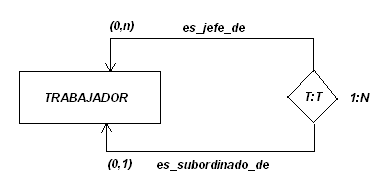 (0,n) es_jefe_de
TRABAJADOR T:T 1:N
(0,1) es_subordinado_de